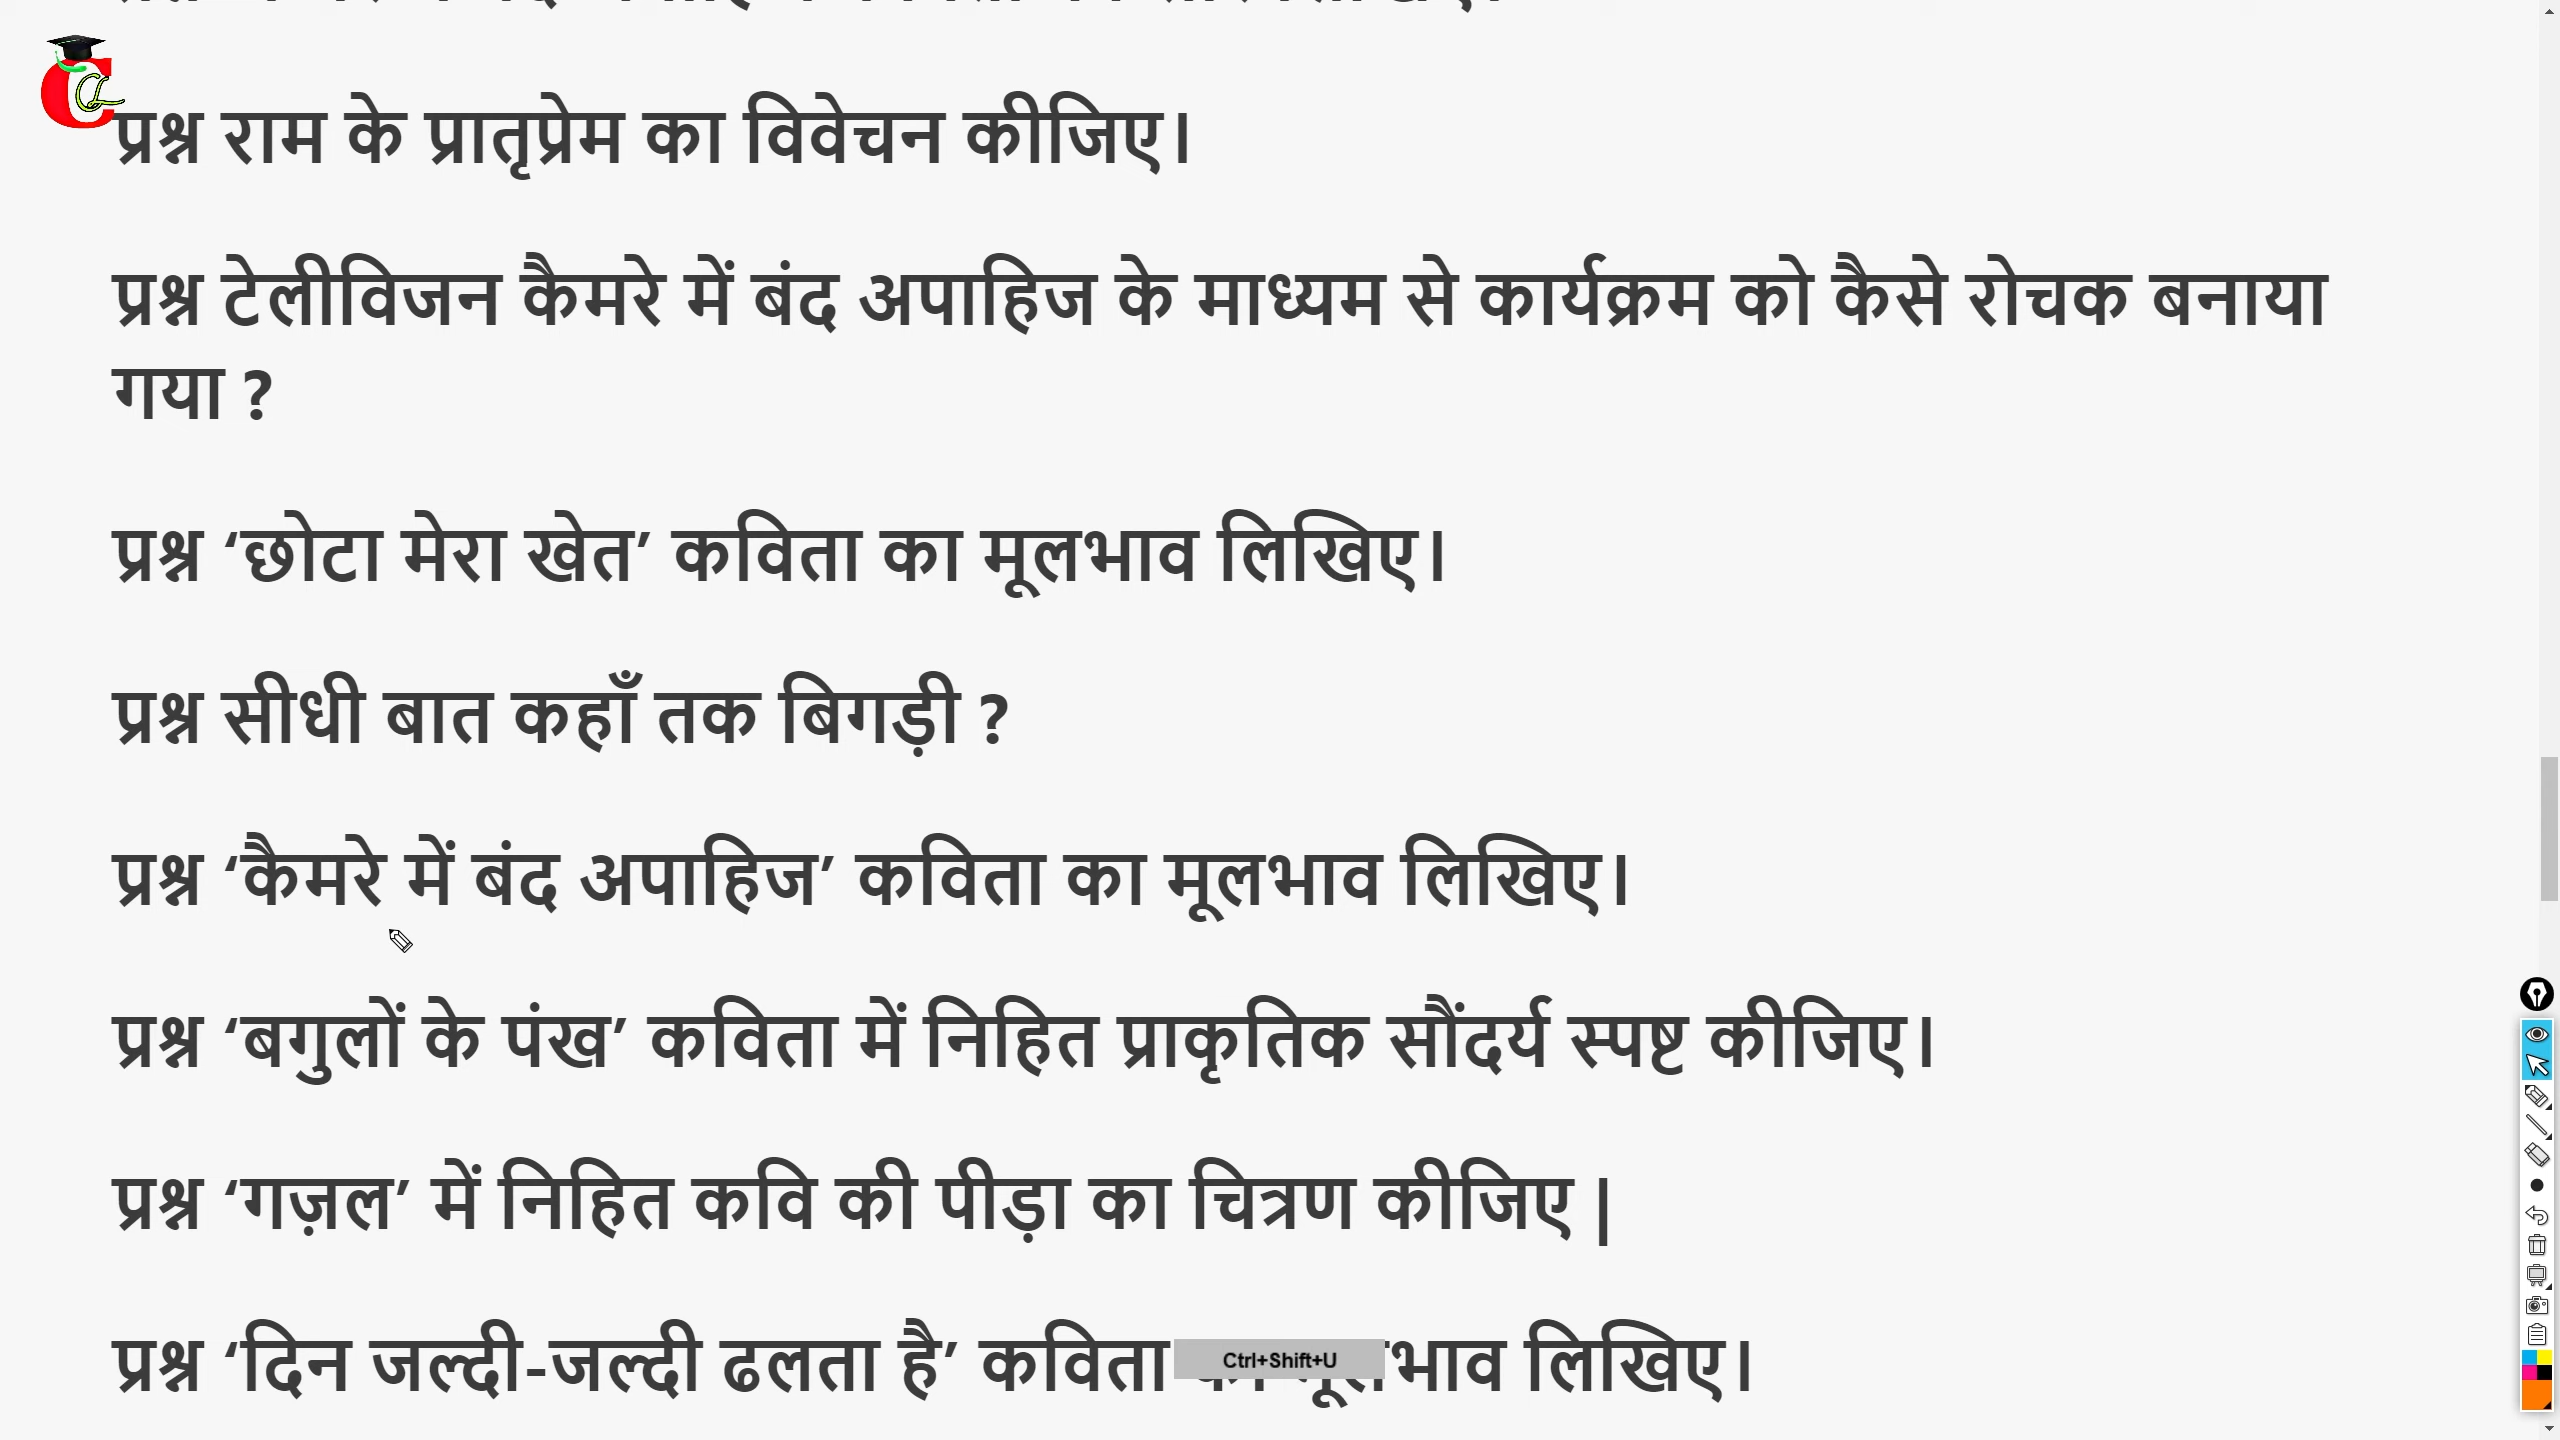 प्रश्न राम के प्रातृप्रेम का विवेचन कीजिए।
प्रश्न टेलीविजन कैमरे में बंद अपाहिज के माध्यम से कार्यक्रम को कैसे रोचक बनाया
गया ?
प्रश्न ‘छोटा मेरा खेत’ कविता का मूलभाव लिखिए।
प्रश्न सीधी बात कहाँ तक बिगड़ी ?
प्रश्न ‘कैमरे में बंद अपाहिज’ कविता का मूलभाव लिखिए।
प्रश्न ‘बगुलों के पंख’ कविता में निहित प्राकृतिक सौंदर्य स्पष्ट कीजिए।
प्रश्न ‘गज़ल’ में निहित कवि की पीड़ा का चित्रण कीजिए |
प्रश्न ‘दिन जल्दी-जल्दी ढलता है’ कविता लिखिए।
Ctrl+Shift+U